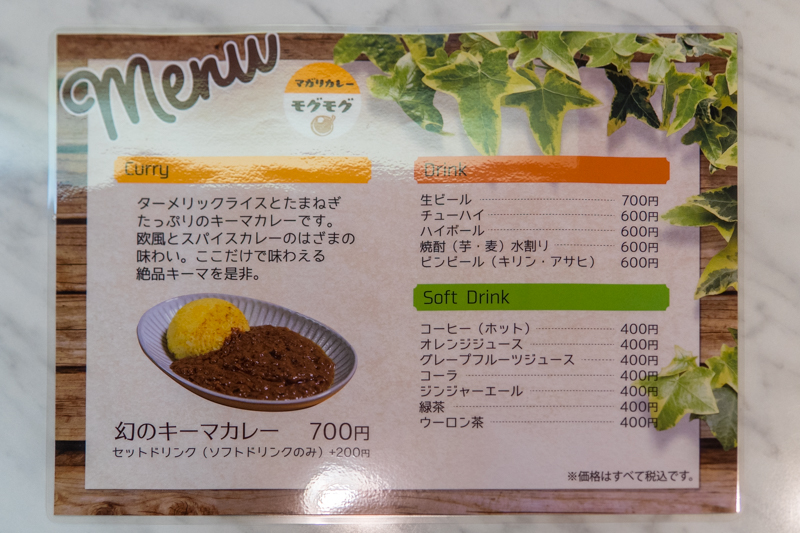 Menu
マガリカレー
モグモグ
Curry
ターメリックライスとたまねぎ
たっぷりのキーマカレーです。
欧風とスパイスカレーのはざまの
味わい。ここだけで味わえる
絶品キーマを是非。
幻のキーマカレー 700円
セットドリンク（ソフトドリンクのみ）+200円
Drink
生ビール 700円
チューハイ 600円
ハイボール 600円
焼酎（芋・麦）水割り 600円
ビンビール（キリン・アサヒ） 600円
Soft Drink
コーヒー（ホット） 400円
オレンジジュース 400円
グレープフルーツジュース 400円
コーラ 400円
ジンジャーエール 400円
緑茶 400円
ウーロン茶 400円
※価格はすべて税込です。